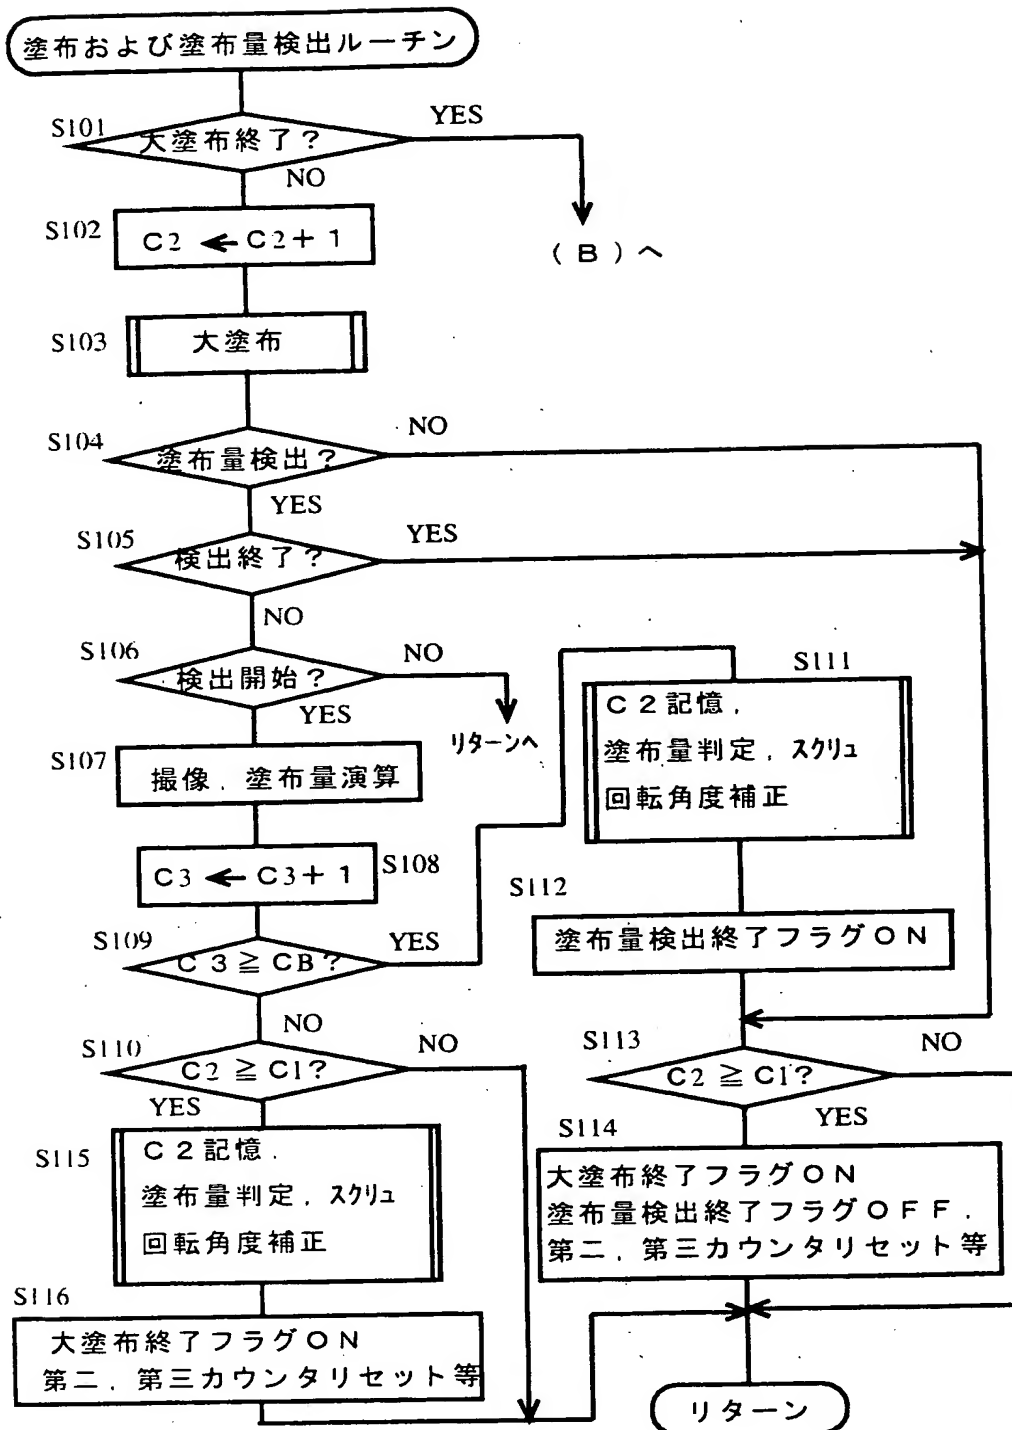 塗布および塗布量検出ルーチン
S101
大塗布終了？
YES
NO
(B)へ
S102
C2 ← C2+1
S103
大塗布
S104
塗布量検出？
NO
YES
S105
検出終了？
YES
NO
S106
検出開始？
NO
リターンへ
YES
S107
撮像．塗布量演算
S108
C3 ← C3+1
S109
C3≧CB？
YES
NO
S110
C2≧C1？
NO
YES
S115
C2記憶．
塗布量判定．スクリュ
回転角度補正
S116
大塗布終了フラグON
第二．第三カウンタリセット等
S111
C2記憶．
塗布量判定．スクリュ
回転角度補正
S112
塗布量検出終了フラグON
S113
C2≧C1？
NO
YES
S114
大塗布終了フラグON
塗布量検出終了フラグOFF．
第二．第三カウンタリセット等
リターン